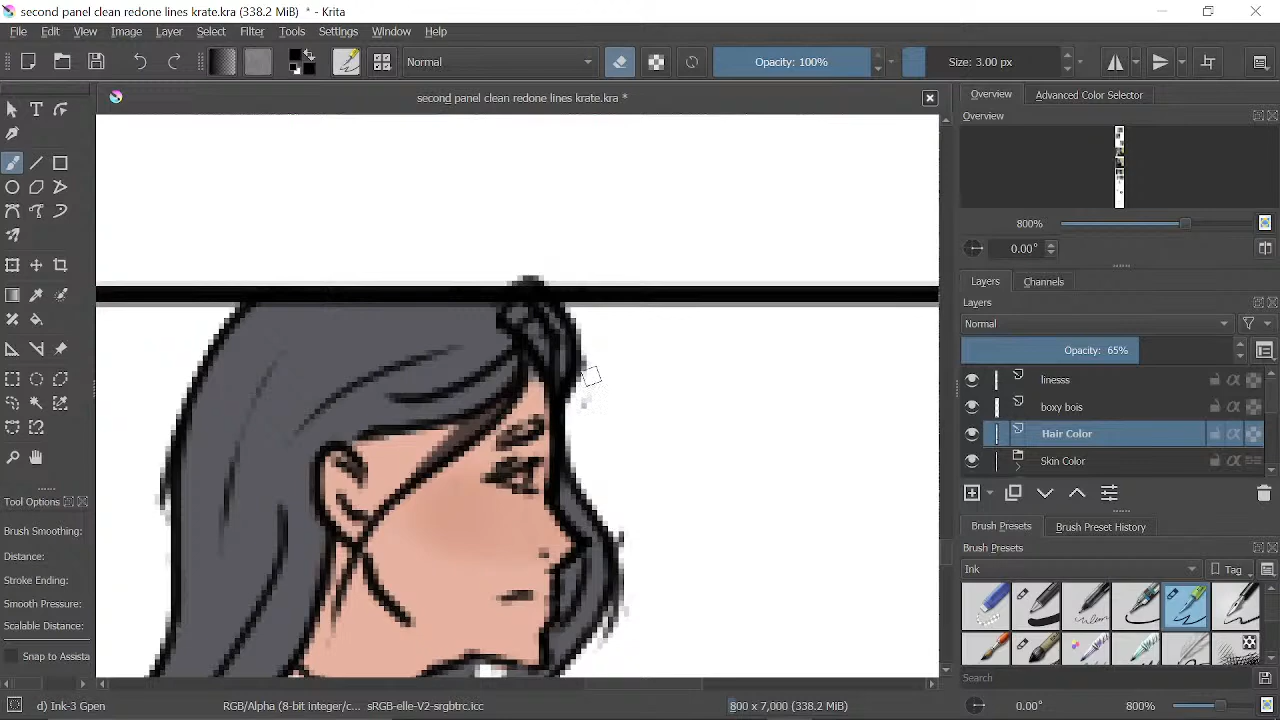 second panel clean redone lines krate.kra (338.2 MiB) * - Krita
File Edit View Image Layer Filter Tools Select Settings Window Help
Normal
Opacity: 100%
Size: 3.00 px
second panel clean redone lines krate.kra *
Overview Advanced Color Selector
Overview
800%
0.00°
Layers Channels
Layers
Normal
Opacity: 65%
liness
boxy bois
Hair Color
Skin Color
Tool Options
Brush Smoothing:
Distance:
Stroke Ending:
Smooth Pressure:
Scalable Distance:
Snap to Assista
Brush Presets Brush Preset History
Brush Presets
Ink
Tag
Search
d) Ink-3 Gpen
RGB/Alpha (8-bit integer/c... sRGB-elle-V2-srgbtrc.icc
800 x 7,000 (338.2 MiB)
0.00°
800%